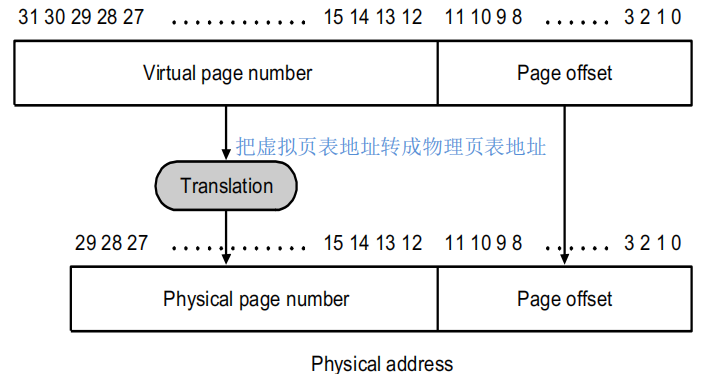 31 30 29 28 27 ............ 15 14 13 12 11 10 9 8 ...... 3 2 1 0
Virtual page number Page offset
把虚拟页表地址转成物理页表地址
Translation
29 28 27 ............ 15 14 13 12 11 10 9 8 ...... 3 2 1 0
Physical page number Page offset
Physical address